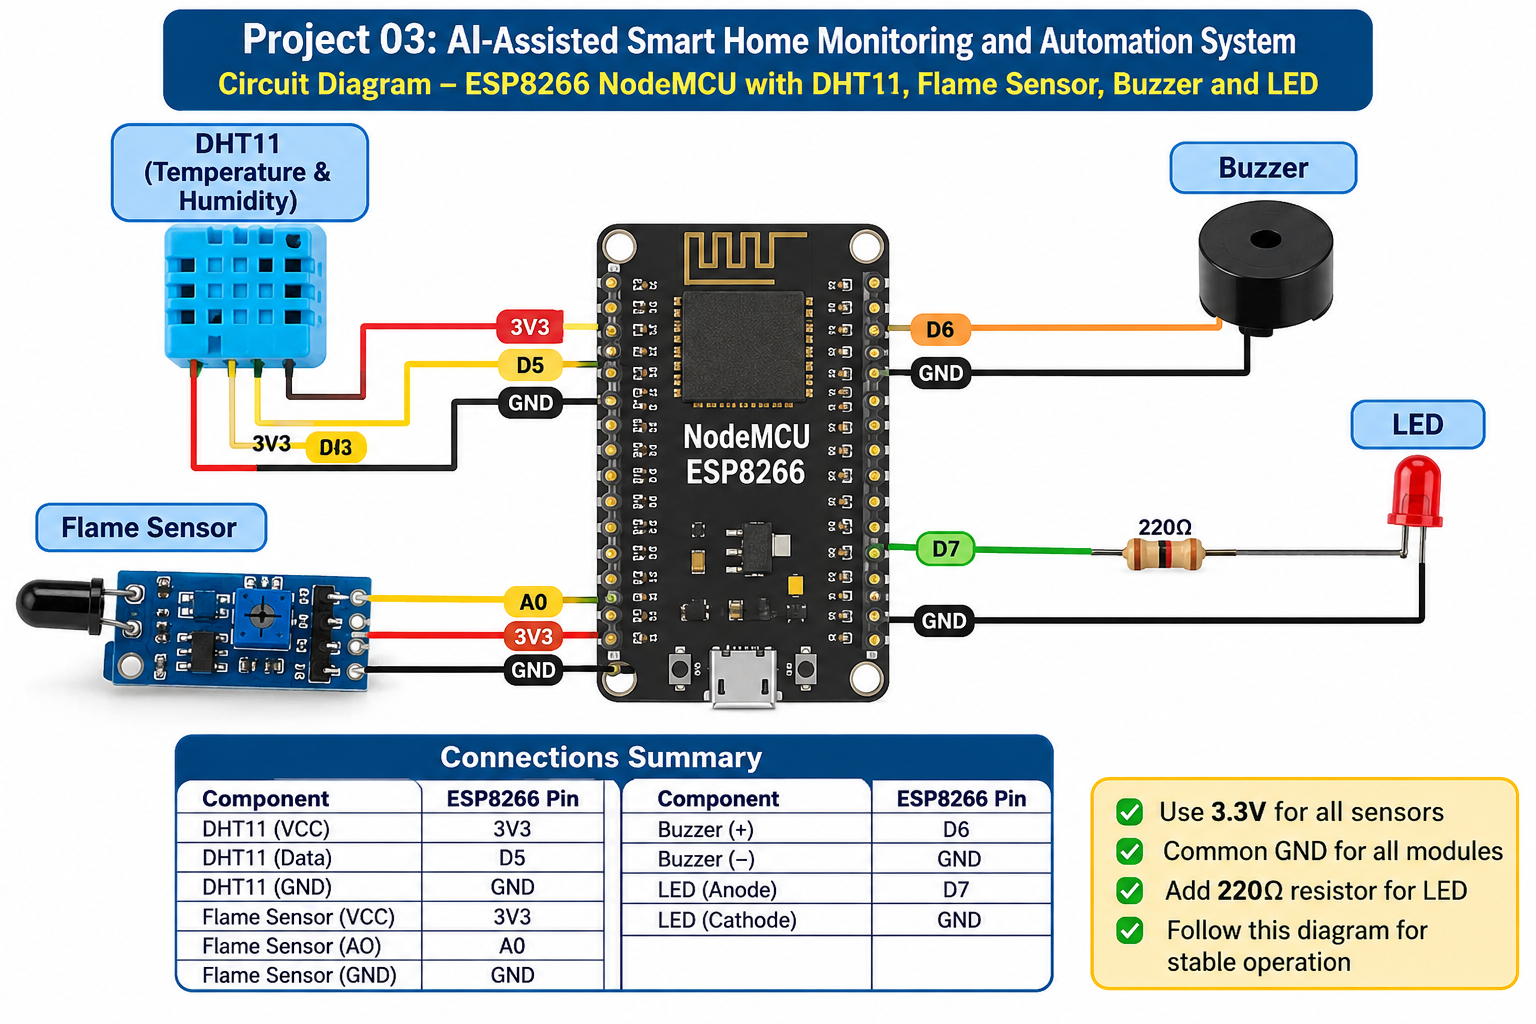 Project 03: AI-Assisted Smart Home Monitoring and Automation System
Circuit Diagram – ESP8266 NodeMCU with DHT11, Flame Sensor, Buzzer and LED
DHT11
(Temperature &
Humidity)
Buzzer
3V3
D5
GND
3V3
D6
GND
NodeMCU
ESP8266
LED
Flame Sensor
220Ω
D7
GND
A0
3V3
GND
Connections Summary
Component ESP8266 Pin Component ESP8266 Pin
DHT11 (VCC) 3V3 Buzzer (+) D6
DHT11 (Data) D5 Buzzer (–) GND
DHT11 (GND) GND LED (Anode) D7
Flame Sensor (VCC) 3V3 LED (Cathode) GND
Flame Sensor (AO) A0
Flame Sensor (GND) GND
Use 3.3V for all sensors
Common GND for all modules
Add 220Ω resistor for LED
Follow this diagram for
stable operation